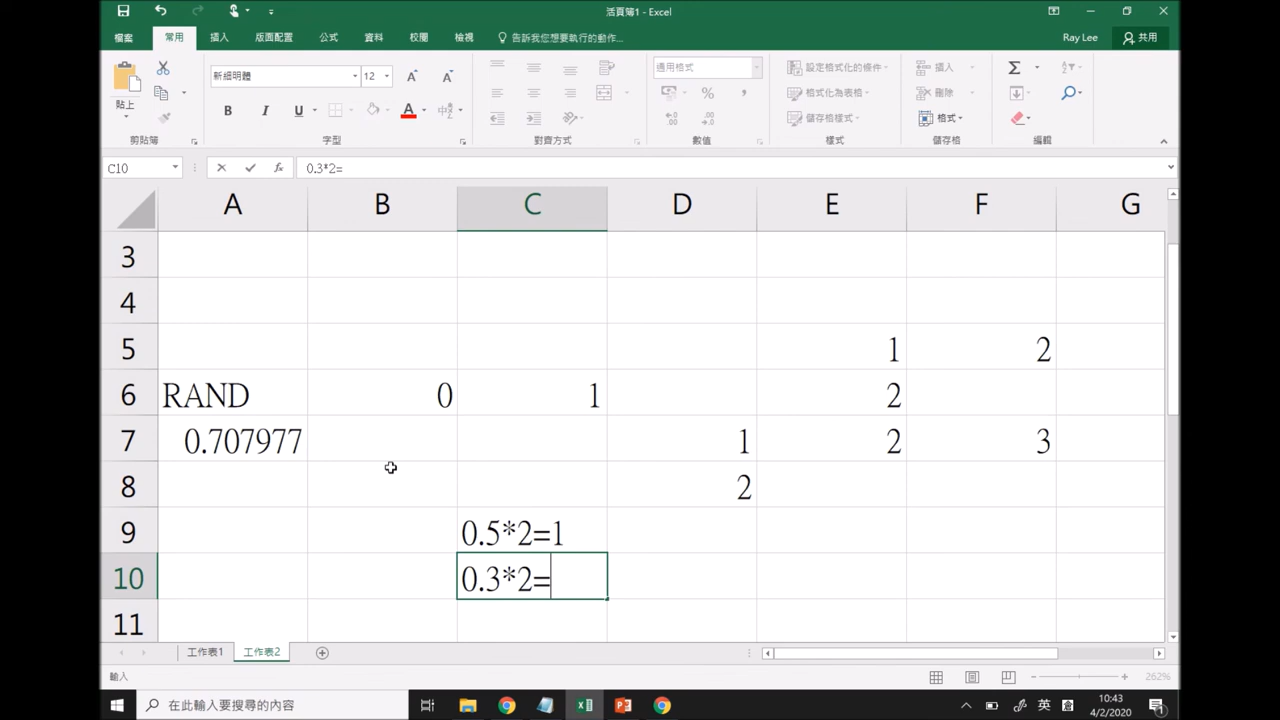 活頁簿1 - Excel
檔案 常用 插入 版面配置 公式 資料 校閱 檢視 告訴我您想要執行的動作... Ray Lee 共用
貼上
新細明體 12
B I U A 中
通用格式
$ % ,
設定格式化的條件
格式化為表格
儲存格樣式
插入
刪除
格式
剪貼簿 字型 對齊方式 數值 樣式 儲存格 編輯
C10 fx 0.3*2=
A B C D E F G
3
4
5 1 2
6 RAND 0 1 2
7 0.707977 1 2 3
8 2
9 0.5*2=1
10 0.3*2=
11
工作表1 工作表2
輸入 262%
在此輸入要搜尋的內容 英 10:43
4/2/2020